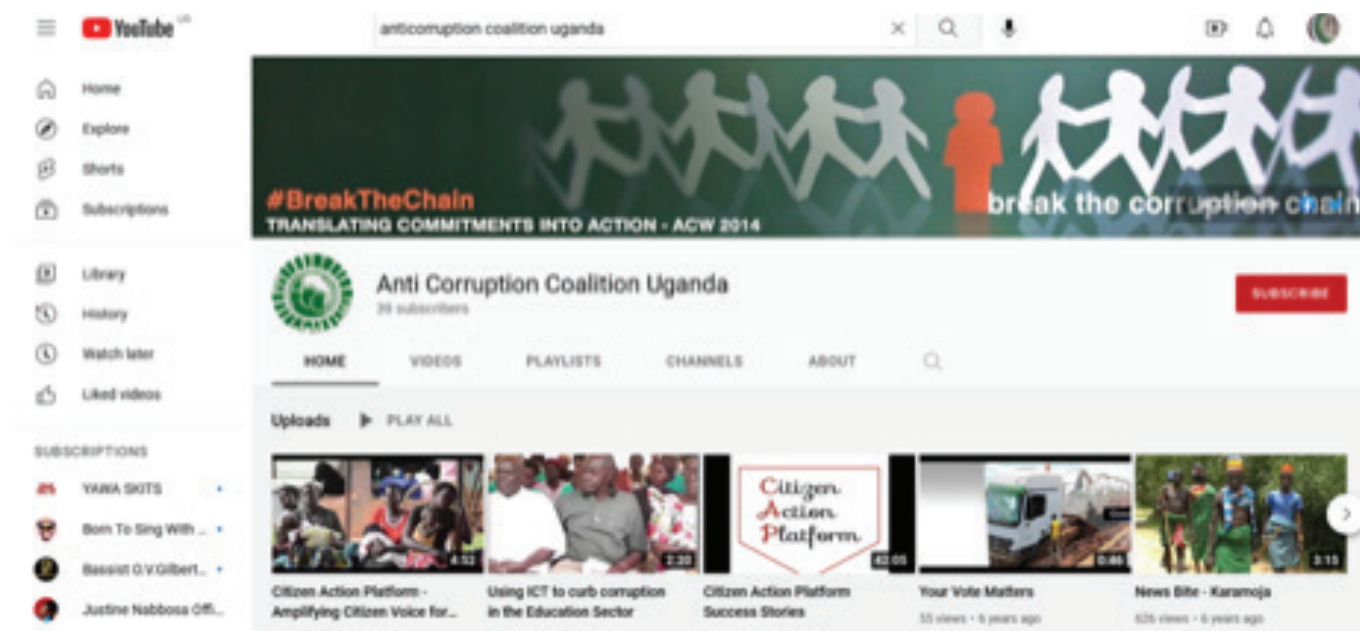 YouTube UG
anticorruption coalition uganda
Home
Explore
Shorts
Subscriptions
Library
History
Watch later
Liked videos
SUBSCRIPTIONS
YAWA SKITS
Born To Sing With ...
Bassist O.V.Gilbert...
Justine Nabbosa Offi...
#BreakTheChain
TRANSLATING COMMITMENTS INTO ACTION - ACW 2014
break the corruption chain
Anti Corruption Coalition Uganda
39 subscribers
SUBSCRIBE
HOME VIDEOS PLAYLISTS CHANNELS ABOUT
Uploads PLAY ALL
4:52
Citizen Action Platform -
Amplifying Citizen Voice for...
2:20
Using ICT to curb corruption
in the Education Sector
Citizen
Action
Platform
42:05
Citizen Action Platform
Success Stories
0:46
Your Vote Matters
55 views • 6 years ago
3:15
News Bite - Karamoja
626 views • 6 years ago